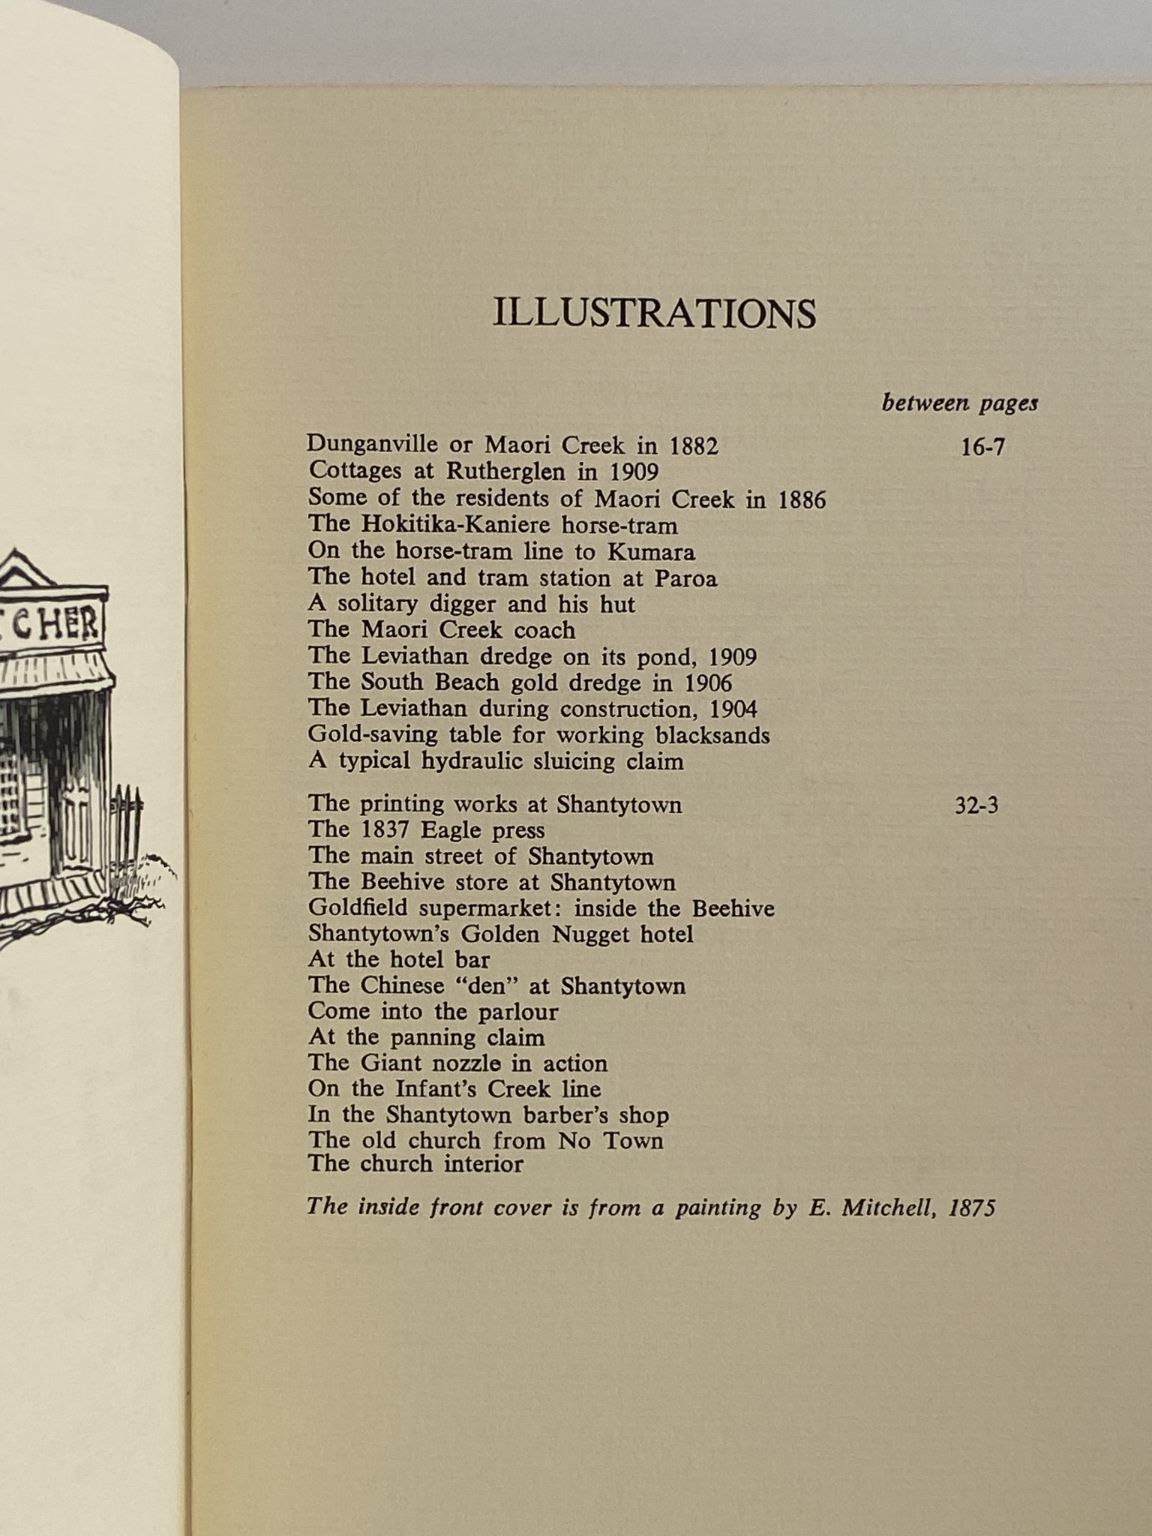 TCHER
ILLUSTRATIONS
between pages
Dunganville or Maori Creek in 1882 16-7
Cottages at Rutherglen in 1909
Some of the residents of Maori Creek in 1886
The Hokitika-Kaniere horse-tram
On the horse-tram line to Kumara
The hotel and tram station at Paroa
A solitary digger and his hut
The Maori Creek coach
The Leviathan dredge on its pond, 1909
The South Beach gold dredge in 1906
The Leviathan during construction, 1904
Gold-saving table for working blacksands
A typical hydraulic sluicing claim
The printing works at Shantytown 32-3
The 1837 Eagle press
The main street of Shantytown
The Beehive store at Shantytown
Goldfield supermarket: inside the Beehive
Shantytown's Golden Nugget hotel
At the hotel bar
The Chinese “den” at Shantytown
Come into the parlour
At the panning claim
The Giant nozzle in action
On the Infant's Creek line
In the Shantytown barber's shop
The old church from No Town
The church interior
The inside front cover is from a painting by E. Mitchell, 1875